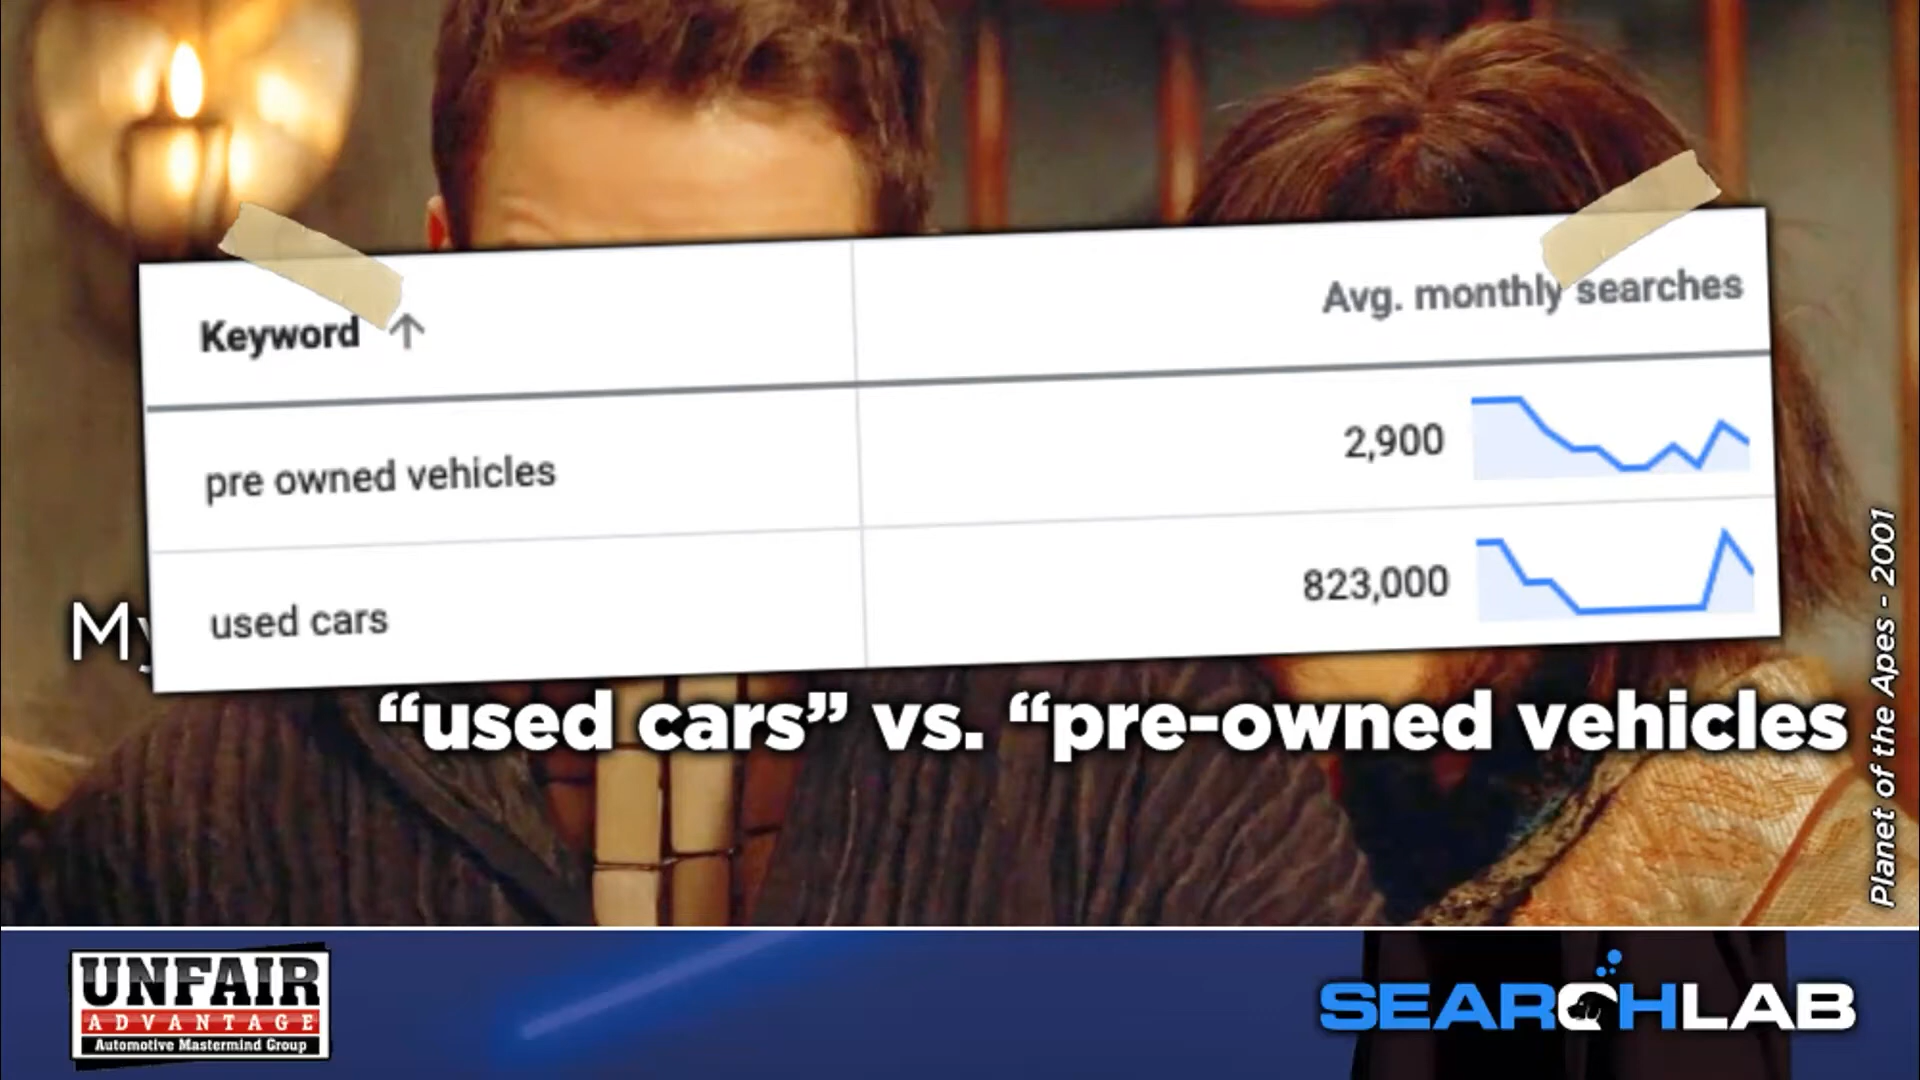 Keyword ↑
Avg. monthly searches
pre owned vehicles
2,900
used cars
823,000
My
“used cars” vs. “pre-owned vehicles
Planet of the Apes - 2001
UNFAIR
ADVANTAGE
Automotive Mastermind Group
SEARCHLAB